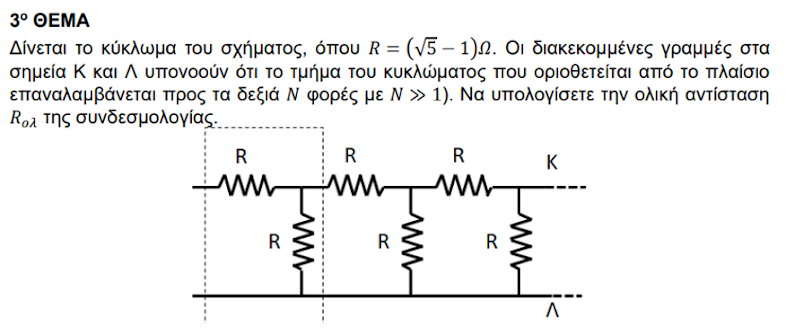 3º ΘΕΜΑ
Δίνεται το κύκλωμα του σχήματος, όπου R = (√5 − 1)Ω. Οι διακεκομμένες γραμμές στα
σημεία Κ και Λ υπονοούν ότι το τμήμα του κυκλώματος που οριοθετείται από το πλαίσιο
επαναλαμβάνεται προς τα δεξιά N φορές με N ≫ 1). Να υπολογίσετε την ολική αντίσταση
Rολ της συνδεσμολογίας.
R R R K
R R R
Λ